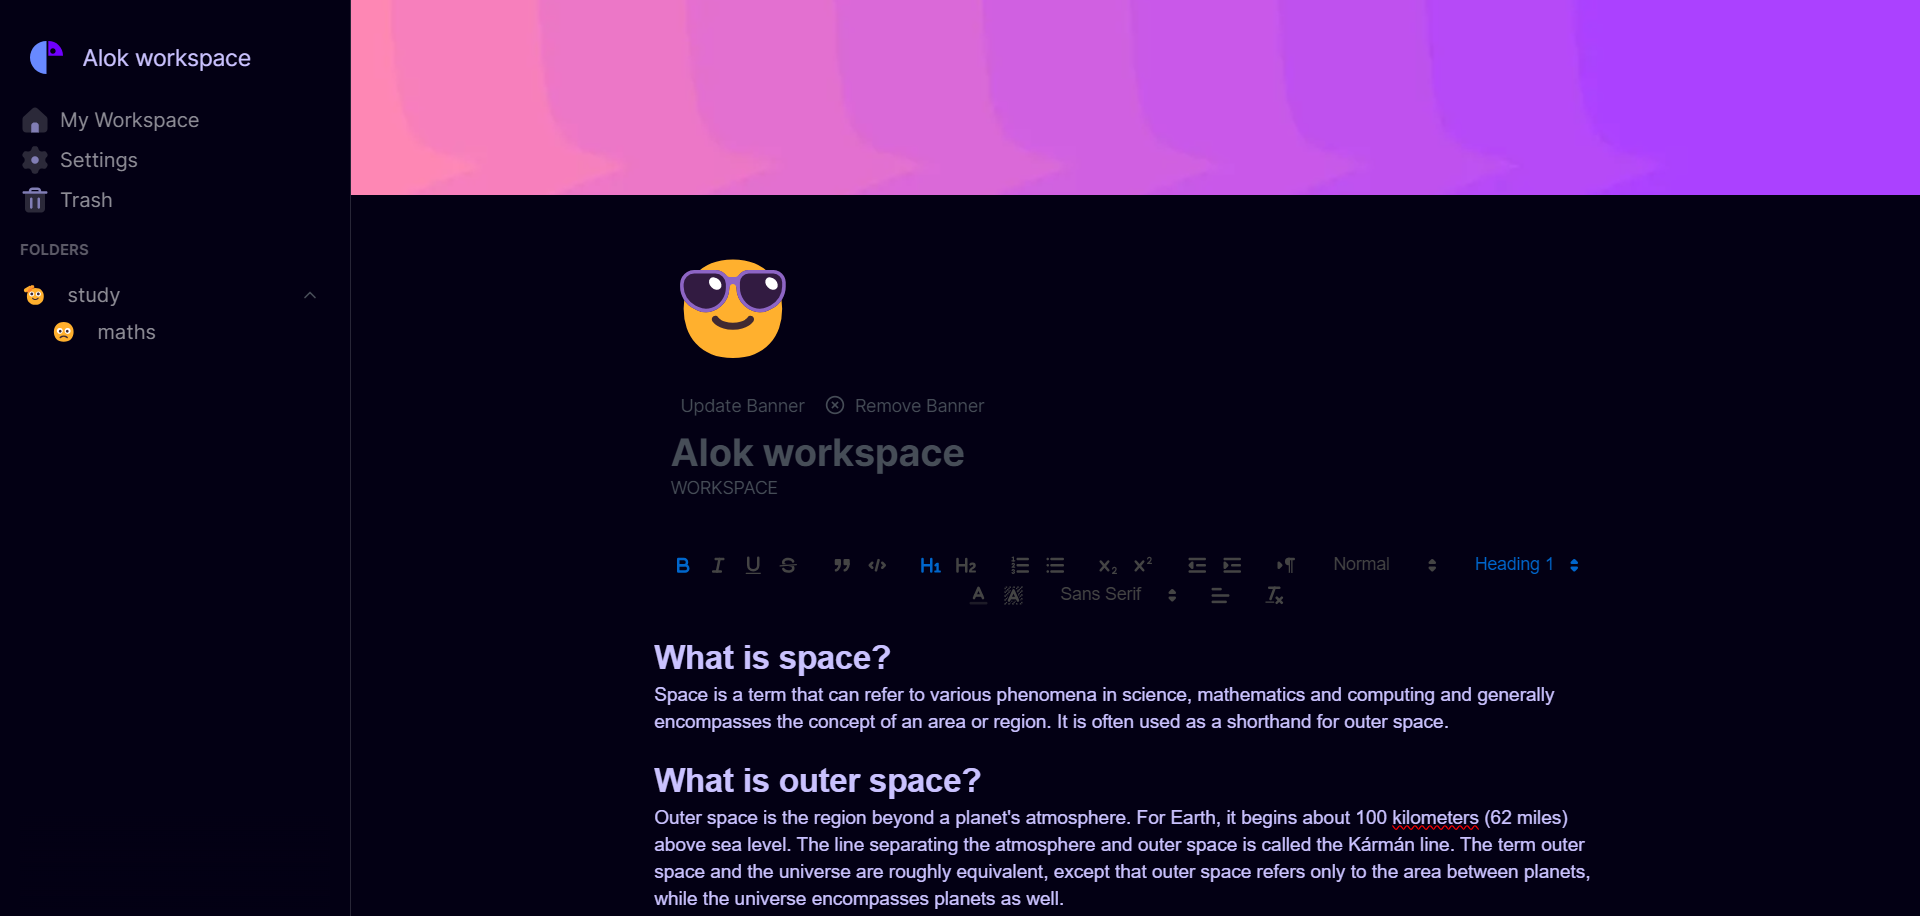 Alok workspace
My Workspace
Settings
Trash
FOLDERS
study
maths
Update Banner Remove Banner
Alok workspace
WORKSPACE
B I U S H1 H2 x2 x2 Normal Heading 1
A A Sans Serif Tx
What is space?
Space is a term that can refer to various phenomena in science, mathematics and computing and generally
encompasses the concept of an area or region. It is often used as a shorthand for outer space.
What is outer space?
Outer space is the region beyond a planet's atmosphere. For Earth, it begins about 100 kilometers (62 miles)
above sea level. The line separating the atmosphere and outer space is called the Kármán line. The term outer
space and the universe are roughly equivalent, except that outer space refers only to the area between planets,
while the universe encompasses planets as well.